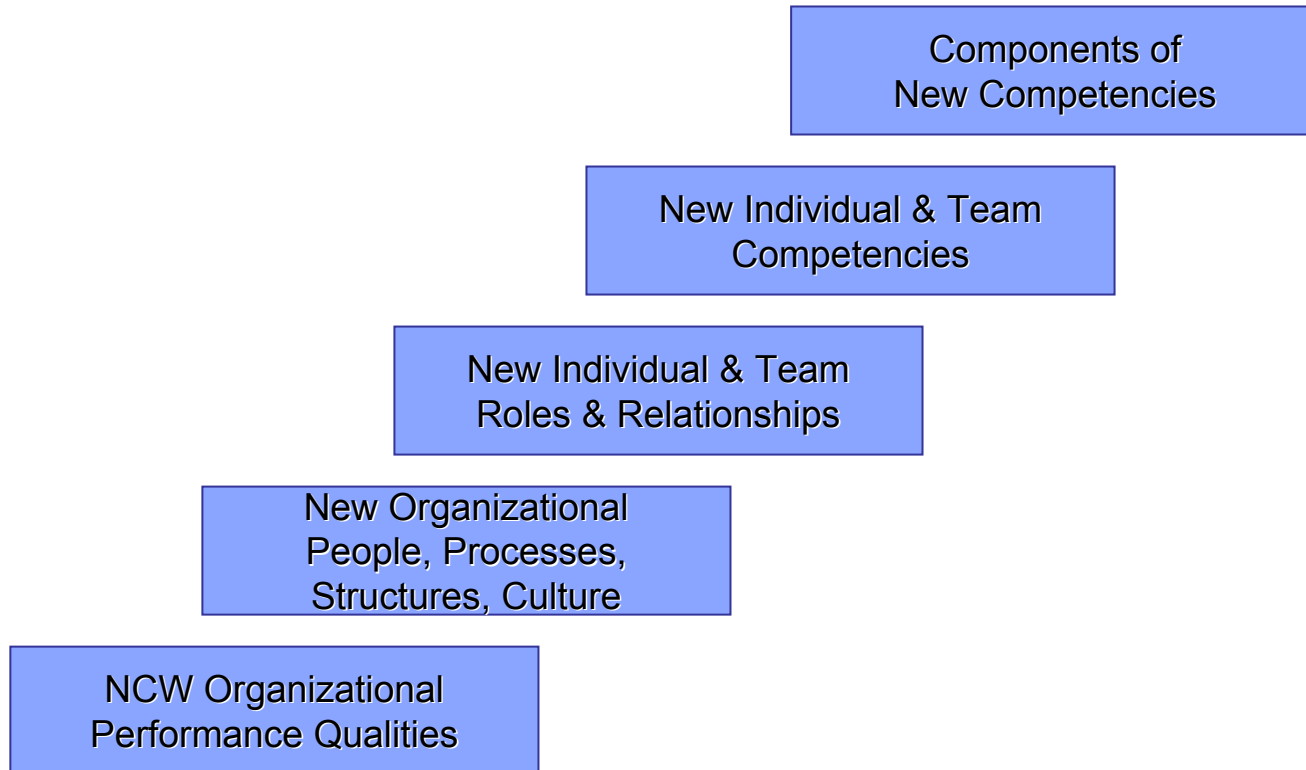 Components of
New Competencies
New Individual & Team
Competencies
New Individual & Team
Roles & Relationships
New Organizational
People, Processes,
Structures, Culture
NCW Organizational
Performance Qualities